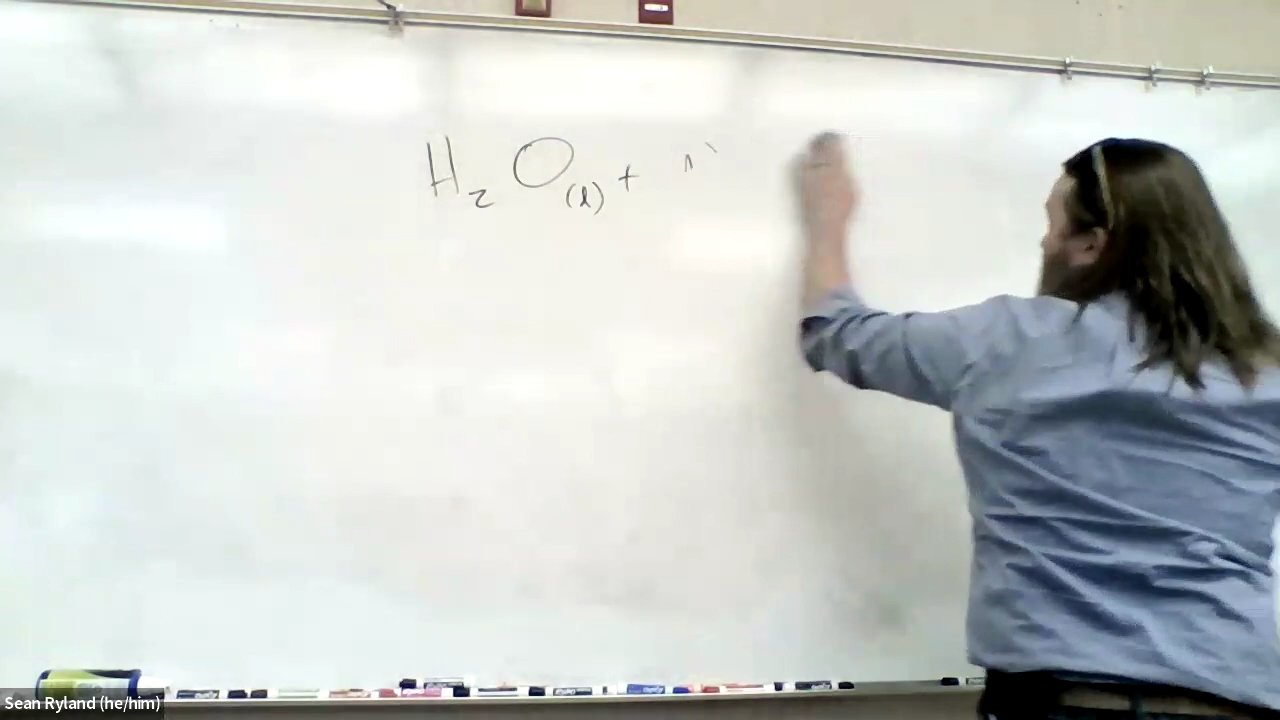 H₂O(l) +
Sean Ryland (he/him)